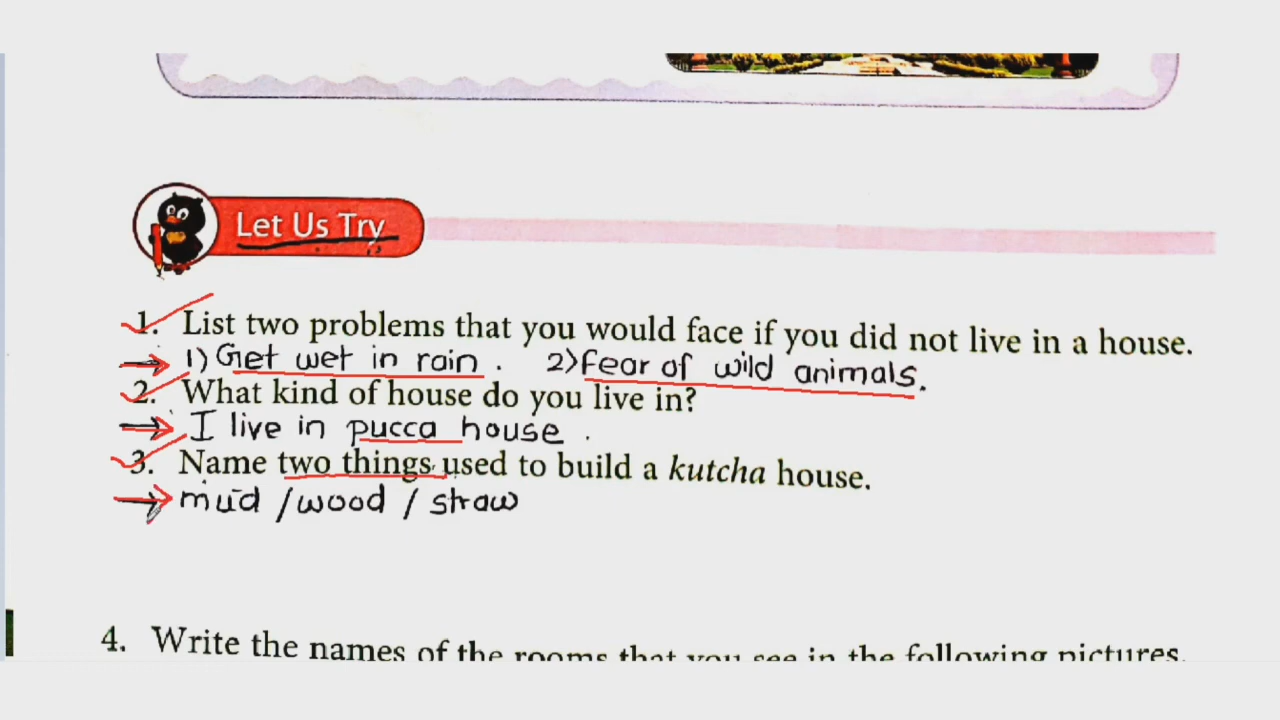 Let Us Try
1. List two problems that you would face if you did not live in a house.
→ 1) Get wet in rain. 2) fear of wild animals.
2. What kind of house do you live in?
→ I live in pucca house.
3. Name two things used to build a kutcha house.
→ mud / wood / straw
4. Write the names of the rooms that you see in the following pictures.